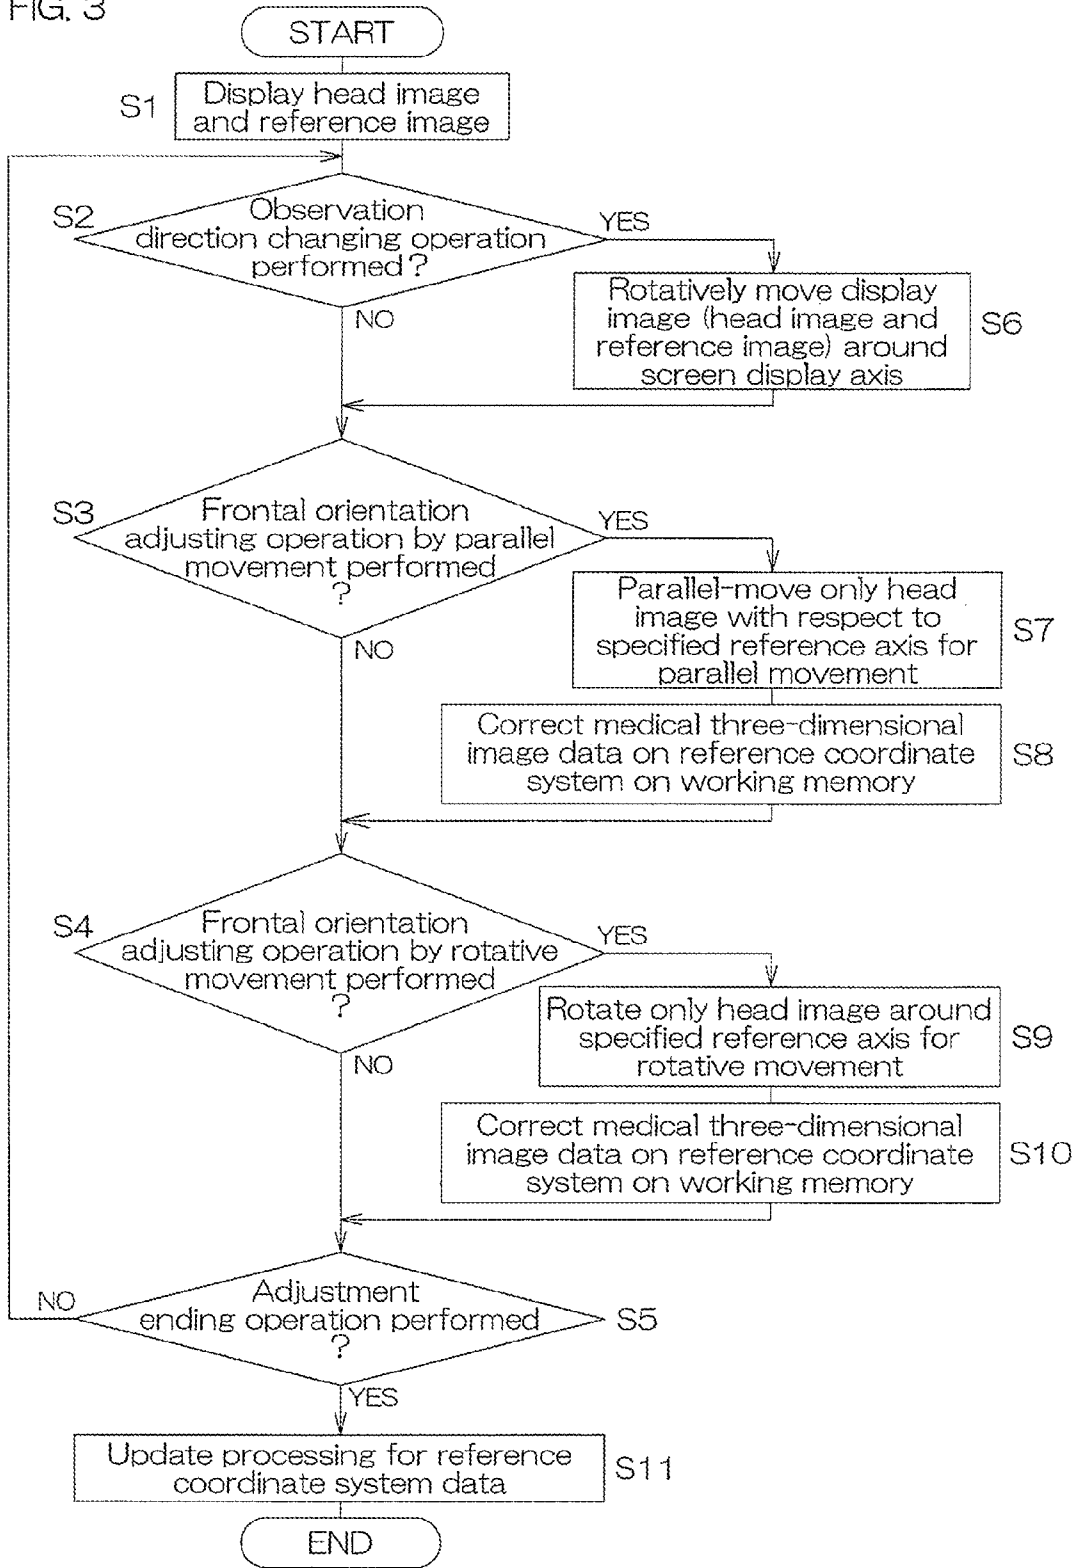 FIG. 3
START
S1
Display head image
and reference image
S2
Observation
direction changing operation
performed?
YES
NO
Rotatively move display
image (head image and
reference image) around
screen display axis
S6
S3
Frontal orientation
adjusting operation by parallel
movement performed
?
YES
NO
Parallel-move only head
image with respect to
specified reference axis for
parallel movement
S7
Correct medical three-dimensional
image data on reference coordinate
system on working memory
S8
S4
Frontal orientation
adjusting operation by rotative
movement performed
?
YES
NO
Rotate only head image around
specified reference axis for
rotative movement
S9
Correct medical three-dimensional
image data on reference coordinate
system on working memory
S10
NO
Adjustment
ending operation performed
?
S5
YES
Update processing for reference
coordinate system data
S11
END